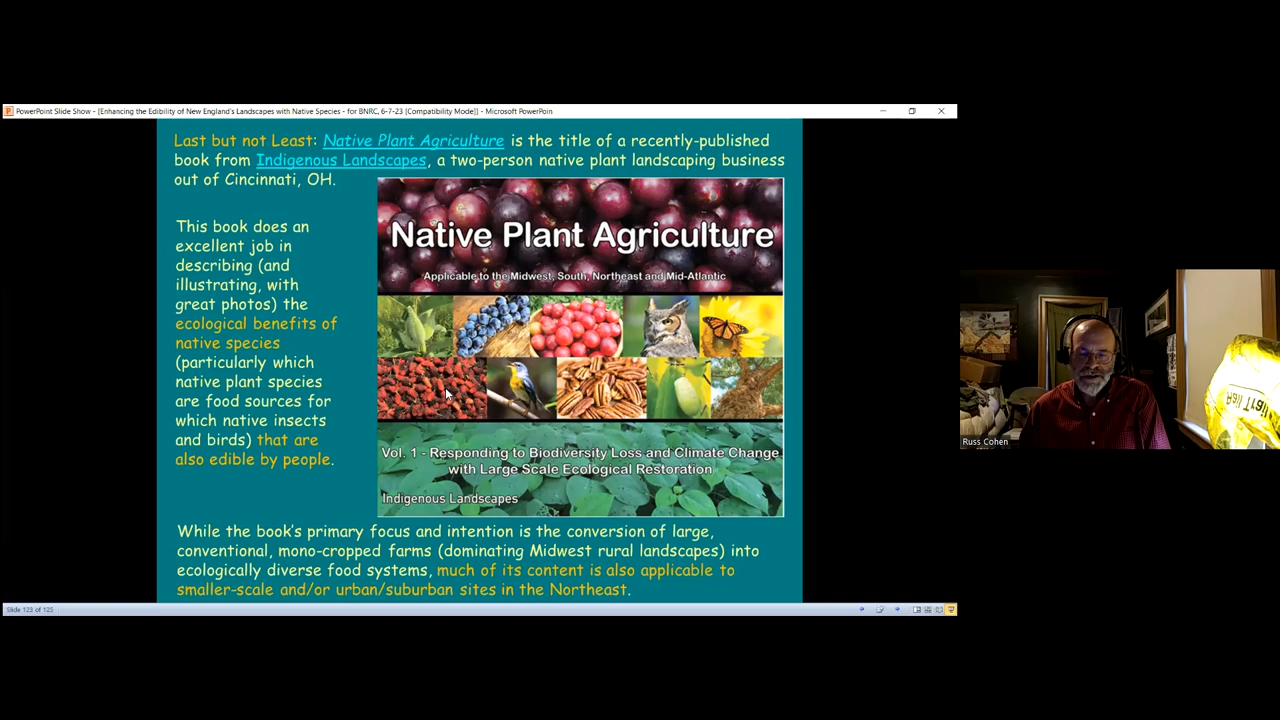 PowerPoint Slide Show - [Enhancing the Edibility of New England's Landscapes with Native Species - for BNRC, 6-7-23 [Compatibility Mode]] - Microsoft PowerPoin
Last but not Least: Native Plant Agriculture is the title of a recently-published
book from Indigenous Landscapes, a two-person native plant landscaping business
out of Cincinnati, OH.
This book does an
excellent job in
describing (and
illustrating, with
great photos) the
ecological benefits of
native species
(particularly which
native plant species
are food sources for
which native insects
and birds) that are
also edible by people.
Native Plant Agriculture
Applicable to the Midwest, South, Northeast and Mid-Atlantic
Vol. 1 - Responding to Biodiversity Loss and Climate Change
with Large Scale Ecological Restoration
Indigenous Landscapes
While the book's primary focus and intention is the conversion of large,
conventional, mono-cropped farms (dominating Midwest rural landscapes) into
ecologically diverse food systems, much of its content is also applicable to
smaller-scale and/or urban/suburban sites in the Northeast.
Slide 123 of 125
Russ Cohen